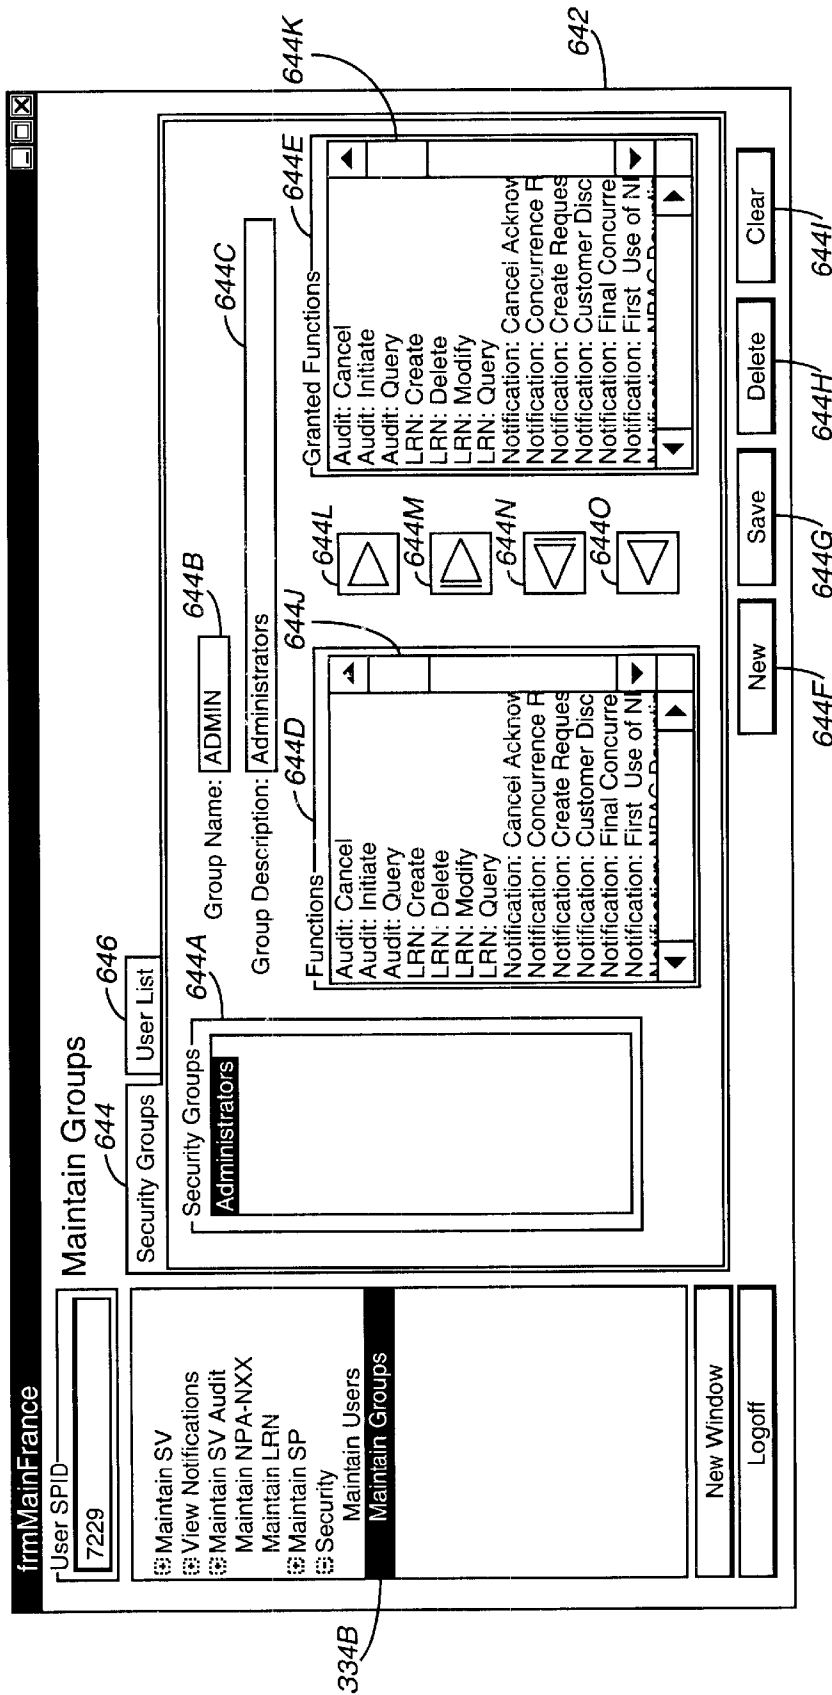 frmMainFrance
User SPID
7229
Maintain SV
View Notifications
Maintain SV Audit
Maintain NPA-NXX
Maintain LRN
Maintain SP
Security
Maintain Users
Maintain Groups
334B
New Window
Logoff
Maintain Groups
644
646
Security Groups
User List
644A
Security Groups
Administrators
Group Name:
ADMIN
644B
Group Description:
Administrators
644C
644D
644J
Functions
Audit: Cancel
Audit: Initiate
Audit: Query
LRN: Create
LRN: Delete
LRN: Modify
LRN: Query
Notification: Cancel Acknow
Notification: Concurrence R
Notification: Create Reques
Notification: Customer Disc
Notification: Final Concurre
Notification: First Use of N
644L
644M
644N
644O
644E
644K
Granted Functions
Audit: Cancel
Audit: Initiate
Audit: Query
LRN: Create
LRN: Delete
LRN: Modify
LRN: Query
Notification: Cancel Acknow
Notification: Concurrence R
Notification: Create Reques
Notification: Customer Disc
Notification: Final Concurre
Notification: First Use of N
New
Save
Delete
Clear
644F
644G
644H
644I
642